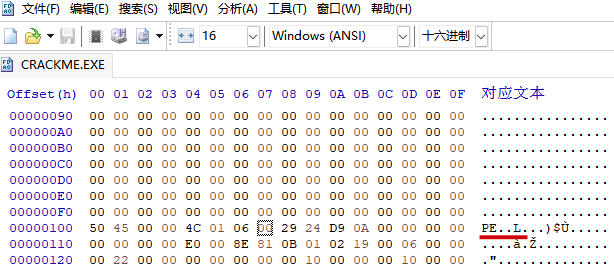 文件(F) 编辑(E) 搜索(S) 视图(V) 分析(A) 工具(T) 窗口(W) 帮助(H)
16 Windows (ANSI) 十六进制
CRACKME.EXE
Offset(h) 00 01 02 03 04 05 06 07 08 09 0A 0B 0C 0D 0E 0F 对应文本
00000090 00 00 00 00 00 00 00 00 00 00 00 00 00 00 00 00 ................
000000A0 00 00 00 00 00 00 00 00 00 00 00 00 00 00 00 00 ................
000000B0 00 00 00 00 00 00 00 00 00 00 00 00 00 00 00 00 ................
000000C0 00 00 00 00 00 00 00 00 00 00 00 00 00 00 00 00 ................
000000D0 00 00 00 00 00 00 00 00 00 00 00 00 00 00 00 00 ................
000000E0 00 00 00 00 00 00 00 00 00 00 00 00 00 00 00 00 ................
000000F0 00 00 00 00 00 00 00 00 00 00 00 00 00 00 00 00 ................
00000100 50 45 00 00 4C 01 06 00 29 24 D9 0A 00 00 00 00 PE..L...)$Ù.....
00000110 00 00 00 00 E0 00 8E 81 0B 01 02 19 00 06 00 00 ....à.Ž.........
00000120 00 22 00 00 00 00 00 00 00 10 00 00 00 10 00 00 ."..............